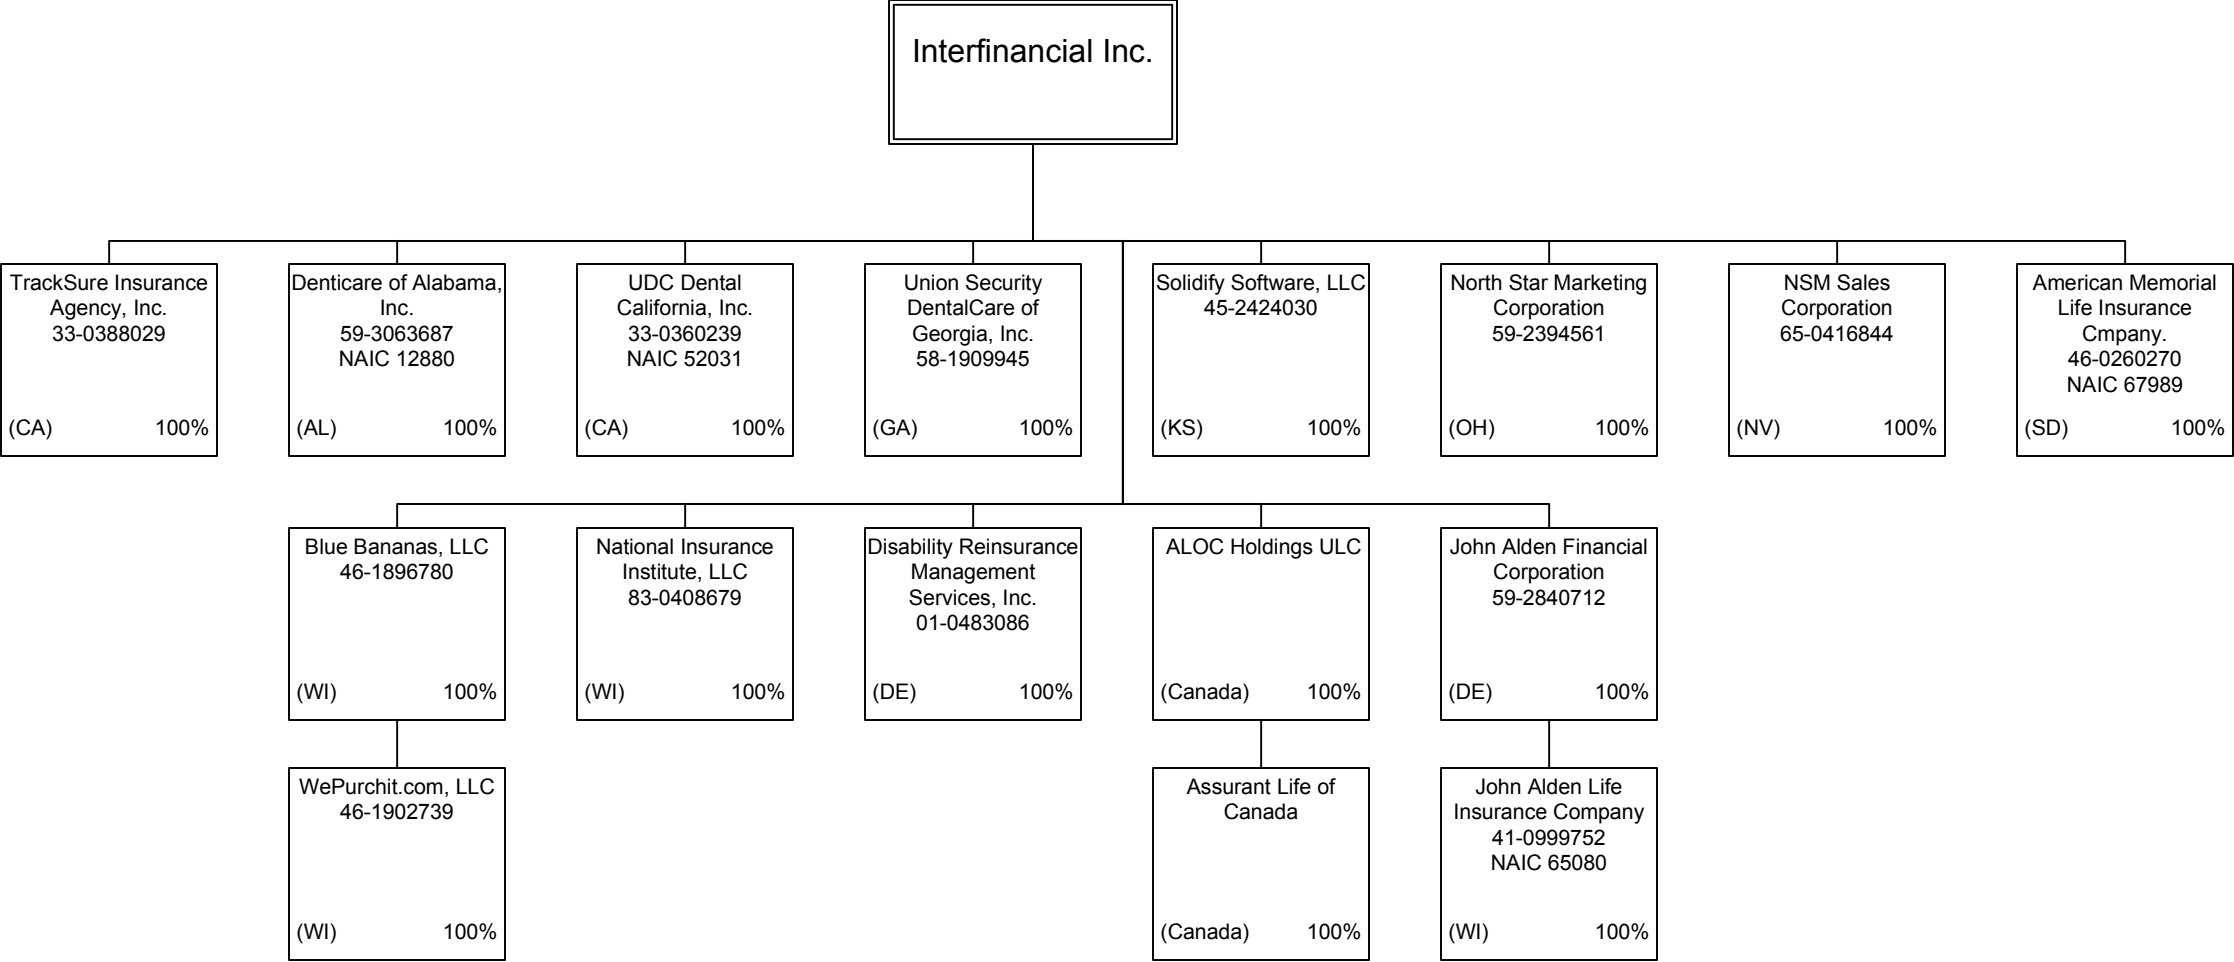 Interfinancial Inc.
TrackSure Insurance
Agency, Inc.
33-0388029
(CA) 100%
Denticare of Alabama,
Inc.
59-3063687
NAIC 12880
(AL) 100%
UDC Dental
California, Inc.
33-0360239
NAIC 52031
(CA) 100%
Union Security
DentalCare of
Georgia, Inc.
58-1909945
(GA) 100%
Solidify Software, LLC
45-2424030
(KS) 100%
North Star Marketing
Corporation
59-2394561
(OH) 100%
NSM Sales
Corporation
65-0416844
(NV) 100%
American Memorial
Life Insurance
Cmpany.
46-0260270
NAIC 67989
(SD) 100%
Blue Bananas, LLC
46-1896780
(WI) 100%
National Insurance
Institute, LLC
83-0408679
(WI) 100%
Disability Reinsurance
Management
Services, Inc.
01-0483086
(DE) 100%
ALOC Holdings ULC
(Canada) 100%
John Alden Financial
Corporation
59-2840712
(DE) 100%
WePurchit.com, LLC
46-1902739
(WI) 100%
Assurant Life of
Canada
(Canada) 100%
John Alden Life
Insurance Company
41-0999752
NAIC 65080
(WI) 100%